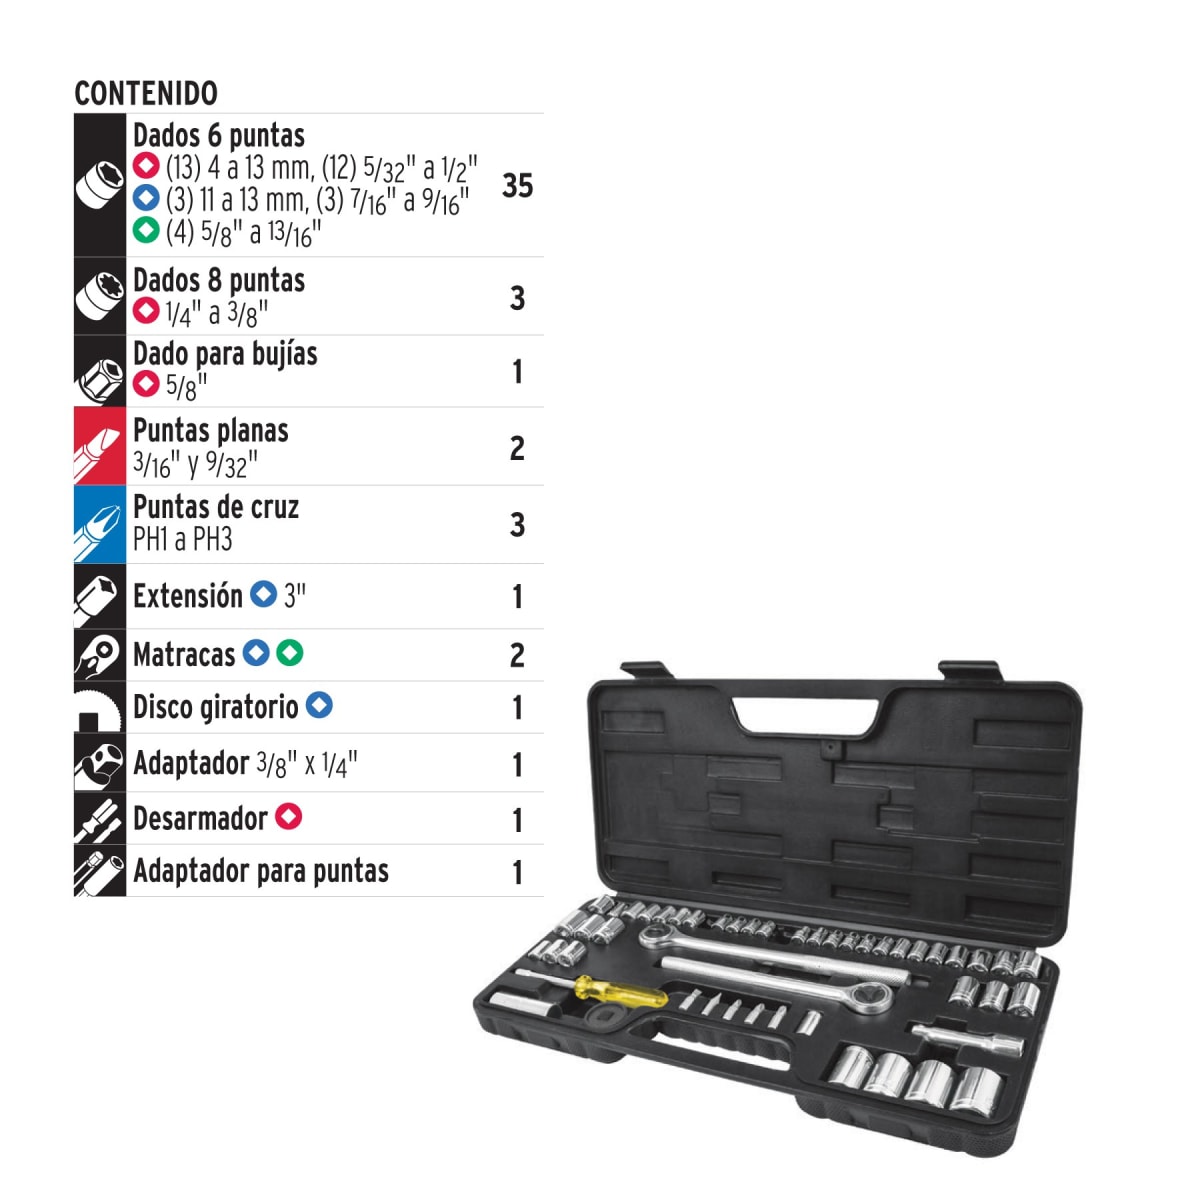 CONTENIDO
Dados 6 puntas
(13) 4 a 13 mm, (12) 5/32" a 1/2"
(3) 11 a 13 mm, (3) 7/16" a 9/16"
(4) 5/8" a 13/16"
35
Dados 8 puntas
1/4" a 3/8"
3
Dado para bujías
5/8"
1
Puntas planas
3/16" y 9/32"
2
Puntas de cruz
PH1 a PH3
3
Extensión 3" 1
Matracas 2
Disco giratorio 1
Adaptador 3/8" x 1/4" 1
Desarmador 1
Adaptador para puntas 1